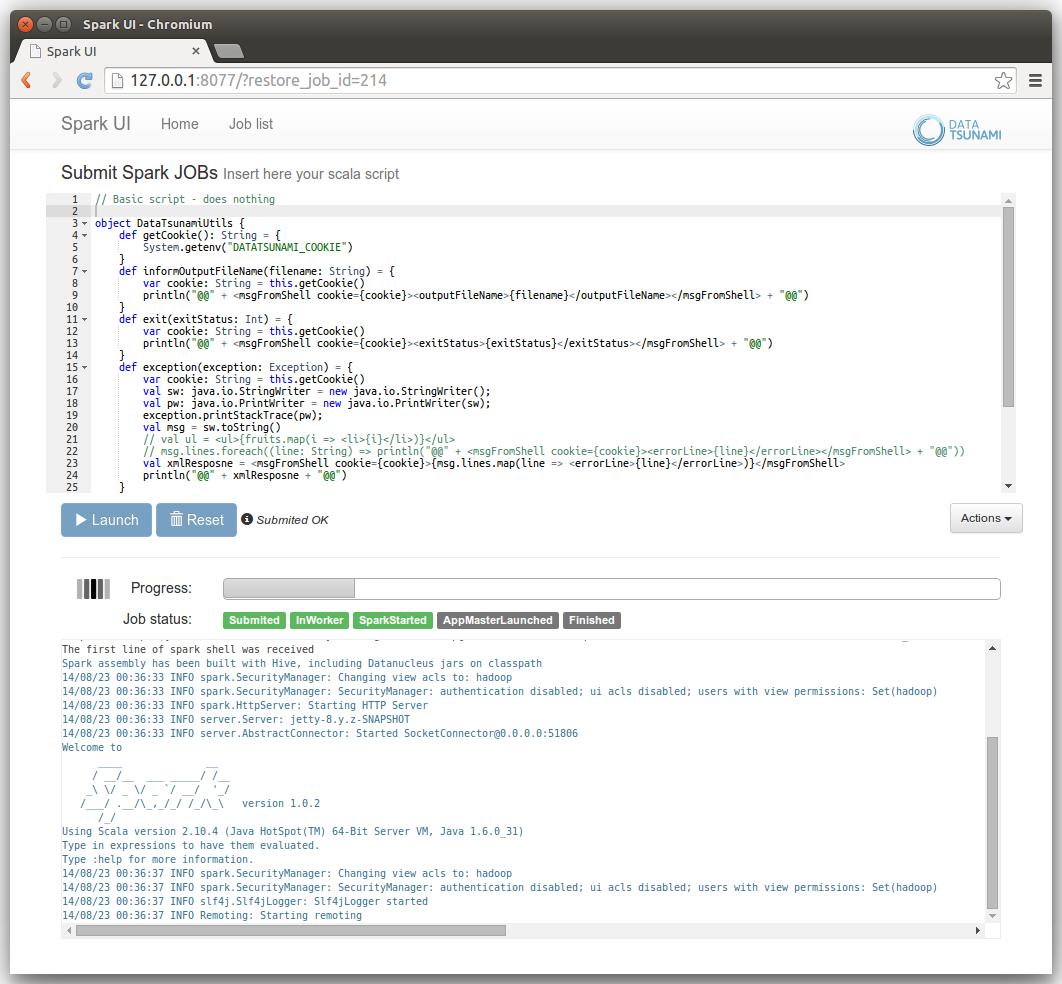 Spark UI - Chromium
Spark UI
127.0.0.1:8077/?restore_job_id=214
Spark UI Home Job list
DATA
TSUNAMI
Submit Spark JOBs Insert here your scala script
1 // Basic script - does nothing
2
3 object DataTsunamiUtils {
4 def getCookie(): String = {
5 System.getenv("DATATSUNAMI_COOKIE")
6 }
7 def informOutputFileName(filename: String) = {
8 var cookie: String = this.getCookie()
9 println("@@" + <msgFromShell cookie={cookie}><outputFileName>{filename}</outputFileName></msgFromShell> + "@@")
10 }
11 def exit(exitStatus: Int) = {
12 var cookie: String = this.getCookie()
13 println("@@" + <msgFromShell cookie={cookie}><exitStatus>{exitStatus}</exitStatus></msgFromShell> + "@@")
14 }
15 def exception(exception: Exception) = {
16 var cookie: String = this.getCookie()
17 val sw: java.io.StringWriter = new java.io.StringWriter();
18 val pw: java.io.PrintWriter = new java.io.PrintWriter(sw);
19 exception.printStackTrace(pw);
20 val msg = sw.toString()
21 // val ul = <ul>{fruits.map(i => <li>{i}</li>)}</ul>
22 // msg.lines.foreach((line: String) => println("@@" + <msgFromShell cookie={cookie}><errorLine>{line}</errorLine></msgFromShell> + "@@"))
23 val xmlResposne = <msgFromShell cookie={cookie}>{msg.lines.map(line => <errorLine>{line}</errorLine>)}</msgFromShell>
24 println("@@" + xmlResposne + "@@")
25 }
Launch Reset Submited OK Actions
Progress:
Job status: Submited InWorker SparkStarted AppMasterLaunched Finished
The first line of spark shell was received
Spark assembly has been built with Hive, including Datanucleus jars on classpath
14/08/23 00:36:33 INFO spark.SecurityManager: Changing view acls to: hadoop
14/08/23 00:36:33 INFO spark.SecurityManager: SecurityManager: authentication disabled; ui acls disabled; users with view permissions: Set(hadoop)
14/08/23 00:36:33 INFO spark.HttpServer: Starting HTTP Server
14/08/23 00:36:33 INFO server.Server: jetty-8.y.z-SNAPSHOT
14/08/23 00:36:33 INFO server.AbstractConnector: Started SocketConnector@0.0.0.0:51806
Welcome to
      ____              __
     / __/__  ___ _____/ /__
    _\ \/ _ \/ _ `/ __/  '_/
   /___/ .__/\_,_/_/ /_/\_\   version 1.0.2
      /_/
Using Scala version 2.10.4 (Java HotSpot(TM) 64-Bit Server VM, Java 1.6.0_31)
Type in expressions to have them evaluated.
Type :help for more information.
14/08/23 00:36:37 INFO spark.SecurityManager: Changing view acls to: hadoop
14/08/23 00:36:37 INFO spark.SecurityManager: SecurityManager: authentication disabled; ui acls disabled; users with view permissions: Set(hadoop)
14/08/23 00:36:37 INFO slf4j.Slf4jLogger: Slf4jLogger started
14/08/23 00:36:37 INFO Remoting: Starting remoting